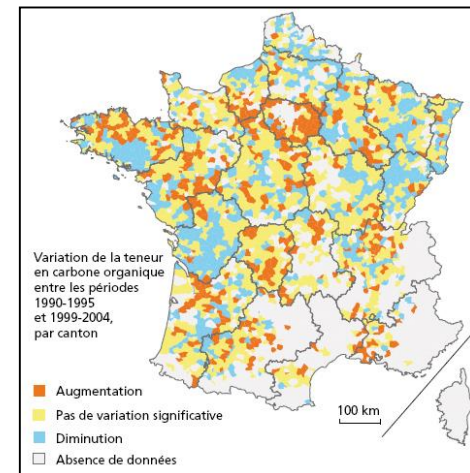 Variation de la teneur
en carbone organique
entre les périodes
1990-1995
et 1999-2004,
par canton
Augmentation
Pas de variation significative
Diminution
Absence de données
100 km